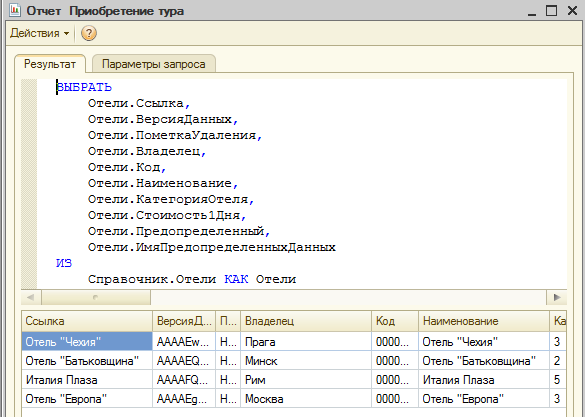 Отчет Приобретение тура
Действия
Результат Параметры запроса
ВЫБРАТЬ
Отели.Ссылка,
Отели.ВерсияДанных,
Отели.ПометкаУдаления,
Отели.Владелец,
Отели.Код,
Отели.Наименование,
Отели.КатегорияОтеля,
Отели.Стоимость1Дня,
Отели.Предопределенный,
Отели.ИмяПредопределенныхДанных
ИЗ
Справочник.Отели КАК Отели
Ссылка ВерсияД... П... Владелец Код Наименование Ка
Отель "Чехия" AAAAEw... Н... Прага 0000... Отель "Чехия" 3
Отель "Батьковщина" AAAAEQ... Н... Минск 0000... Отель "Батьковщина" 2
Италия Плаза AAAAFQ... Н... Рим 0000... Италия Плаза 5
Отель "Европа" AAAAEg... Н... Москва 0000... Отель "Европа" 3